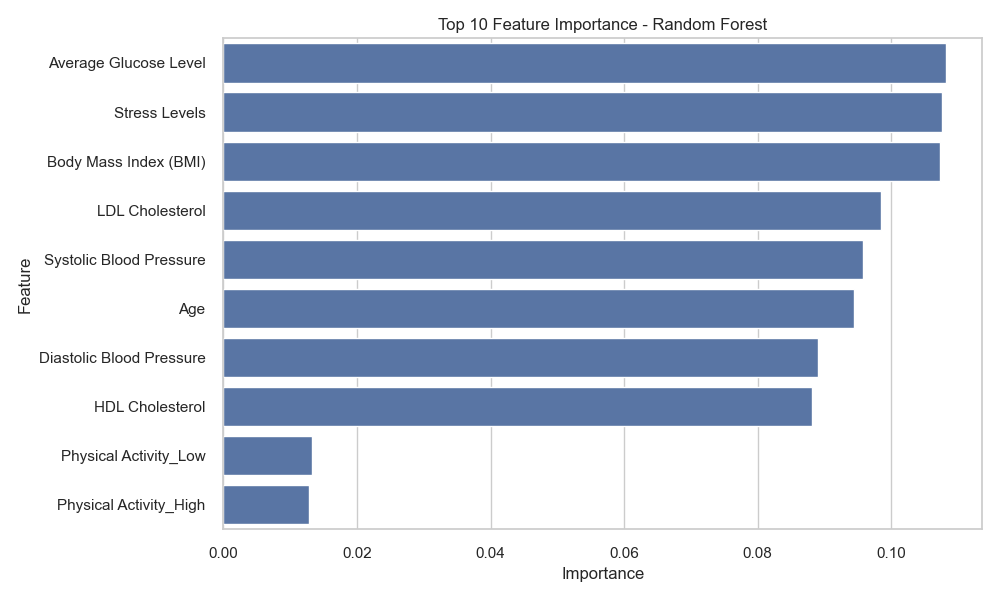 Top 10 Feature Importance - Random Forest
Average Glucose Level
Stress Levels
Body Mass Index (BMI)
LDL Cholesterol
Systolic Blood Pressure
Age
Diastolic Blood Pressure
HDL Cholesterol
Physical Activity_Low
Physical Activity_High
Feature
0.00 0.02 0.04 0.06 0.08 0.10
Importance